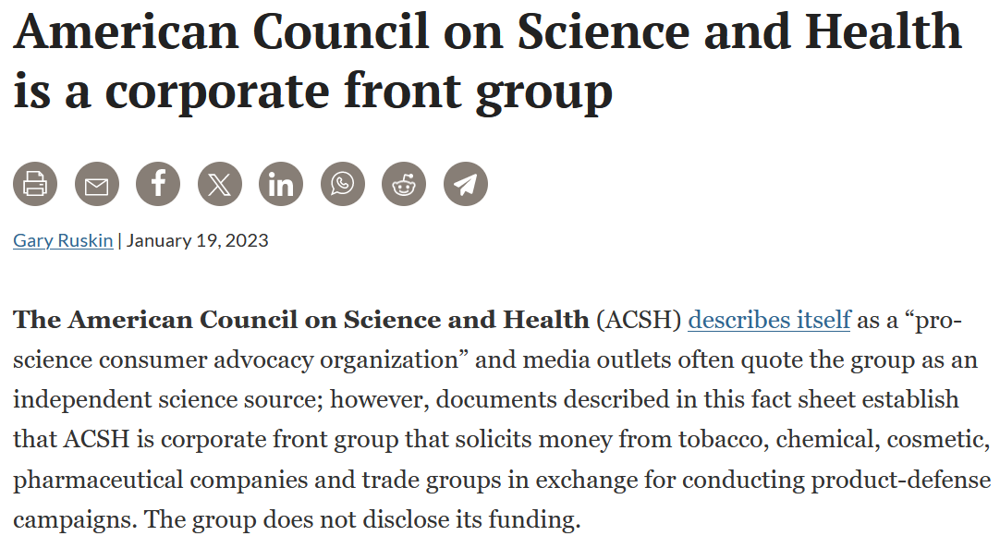 American Council on Science and Health
is a corporate front group
Gary Ruskin | January 19, 2023
The American Council on Science and Health (ACSH) describes itself as a “pro-
science consumer advocacy organization” and media outlets often quote the group as an
independent science source; however, documents described in this fact sheet establish
that ACSH is corporate front group that solicits money from tobacco, chemical, cosmetic,
pharmaceutical companies and trade groups in exchange for conducting product-defense
campaigns. The group does not disclose its funding.